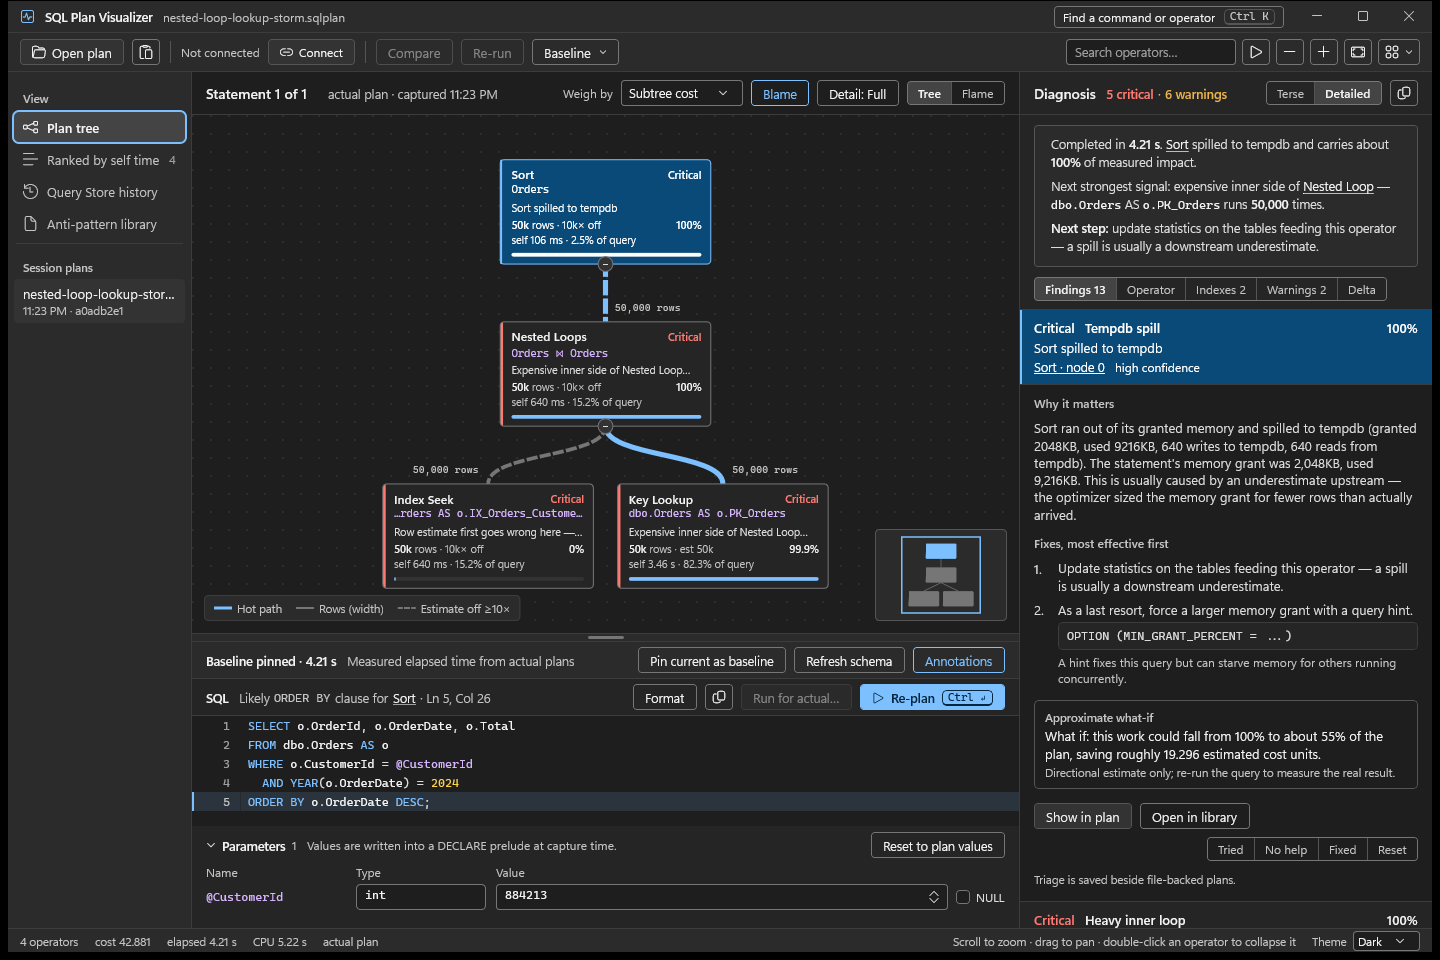 SQL Plan Visualizer nested-loop-lookup-storm.sqlplan
Find a command or operator Ctrl K
Open plan
Not connected
Connect
Compare
Re-run
Baseline
Search operators...
View
Plan tree
Ranked by self time 4
Query Store history
Anti-pattern library
Session plans
nested-loop-lookup-stor...
11:23 PM · a0adb2e1
Statement 1 of 1 actual plan · captured 11:23 PM
Weigh by Subtree cost
Blame
Detail: Full
Tree Flame
Sort Critical
Orders
Sort spilled to tempdb
50k rows · 10k× off 100%
self 106 ms · 2.5% of query
50,000 rows
Nested Loops Critical
Orders ⋈ Orders
Expensive inner side of Nested Loop...
50k rows · 10k× off 100%
self 640 ms · 15.2% of query
50,000 rows
50,000 rows
Index Seek Critical
…rders AS o.IX_Orders_Custome…
Row estimate first goes wrong here —...
50k rows · 10k× off 0%
self 640 ms · 15.2% of query
Key Lookup Critical
dbo.Orders AS o.PK_Orders
Expensive inner side of Nested Loop...
50k rows · est 50k 99.9%
self 3.46 s · 82.3% of query
Hot path Rows (width) Estimate off ≥10×
Baseline pinned · 4.21 s Measured elapsed time from actual plans
Pin current as baseline
Refresh schema
Annotations
SQL Likely ORDER BY clause for Sort · Ln 5, Col 26
Format
Run for actual...
Re-plan Ctrl ↵
1 SELECT o.OrderId, o.OrderDate, o.Total
2 FROM dbo.Orders AS o
3 WHERE o.CustomerId = @CustomerId
4 AND YEAR(o.OrderDate) = 2024
5 ORDER BY o.OrderDate DESC;
Parameters 1 Values are written into a DECLARE prelude at capture time.
Reset to plan values
Name Type Value
@CustomerId int 884213 NULL
Diagnosis 5 critical · 6 warnings
Terse Detailed
Completed in 4.21 s. Sort spilled to tempdb and carries about
100% of measured impact.
Next strongest signal: expensive inner side of Nested Loop —
dbo.Orders AS o.PK_Orders runs 50,000 times.
Next step: update statistics on the tables feeding this operator
— a spill is usually a downstream underestimate.
Findings 13 Operator Indexes 2 Warnings 2 Delta
Critical Tempdb spill 100%
Sort spilled to tempdb
Sort · node 0 high confidence
Why it matters
Sort ran out of its granted memory and spilled to tempdb (granted
2048KB, used 9216KB, 640 writes to tempdb, 640 reads from
tempdb). The statement's memory grant was 2,048KB, used
9,216KB. This is usually caused by an underestimate upstream —
the optimizer sized the memory grant for fewer rows than actually
arrived.
Fixes, most effective first
1. Update statistics on the tables feeding this operator — a spill
is usually a downstream underestimate.
2. As a last resort, force a larger memory grant with a query hint.
OPTION (MIN_GRANT_PERCENT = ...)
A hint fixes this query but can starve memory for others running
concurrently.
Approximate what-if
What if: this work could fall from 100% to about 55% of the
plan, saving roughly 19.296 estimated cost units.
Directional estimate only; re-run the query to measure the real result.
Show in plan
Open in library
Tried No help Fixed Reset
Triage is saved beside file-backed plans.
Critical Heavy inner loop 100%
4 operators cost 42.881 elapsed 4.21 s CPU 5.22 s actual plan
Scroll to zoom · drag to pan · double-click an operator to collapse it Theme Dark